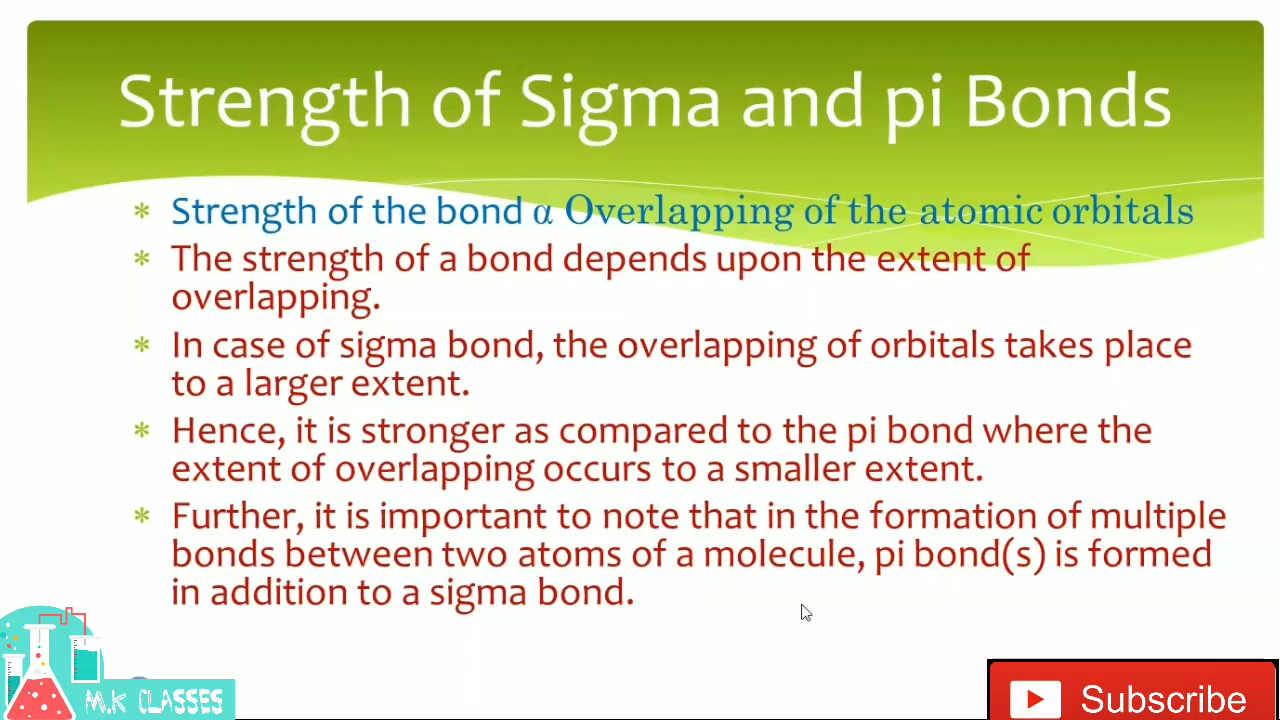 Strength of Sigma and pi Bonds
* Strength of the bond α Overlapping of the atomic orbitals
* The strength of a bond depends upon the extent of
overlapping.
* In case of sigma bond, the overlapping of orbitals takes place
to a larger extent.
* Hence, it is stronger as compared to the pi bond where the
extent of overlapping occurs to a smaller extent.
* Further, it is important to note that in the formation of multiple
bonds between two atoms of a molecule, pi bond(s) is formed
in addition to a sigma bond.
M.K CLASSES
Subscribe